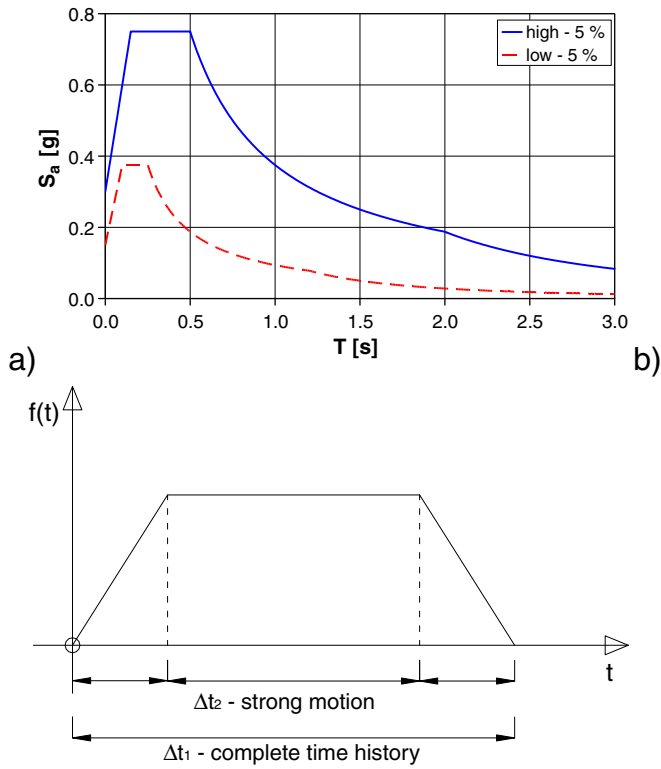 0.8
0.6
0.4
0.2
0.0
Sa [g]
high - 5 %
low - 5 %
0.0 0.5 1.0 1.5 2.0 2.5 3.0
T [s]
a) b)
f(t)
t
Δt2 - strong motion
Δt1 - complete time history